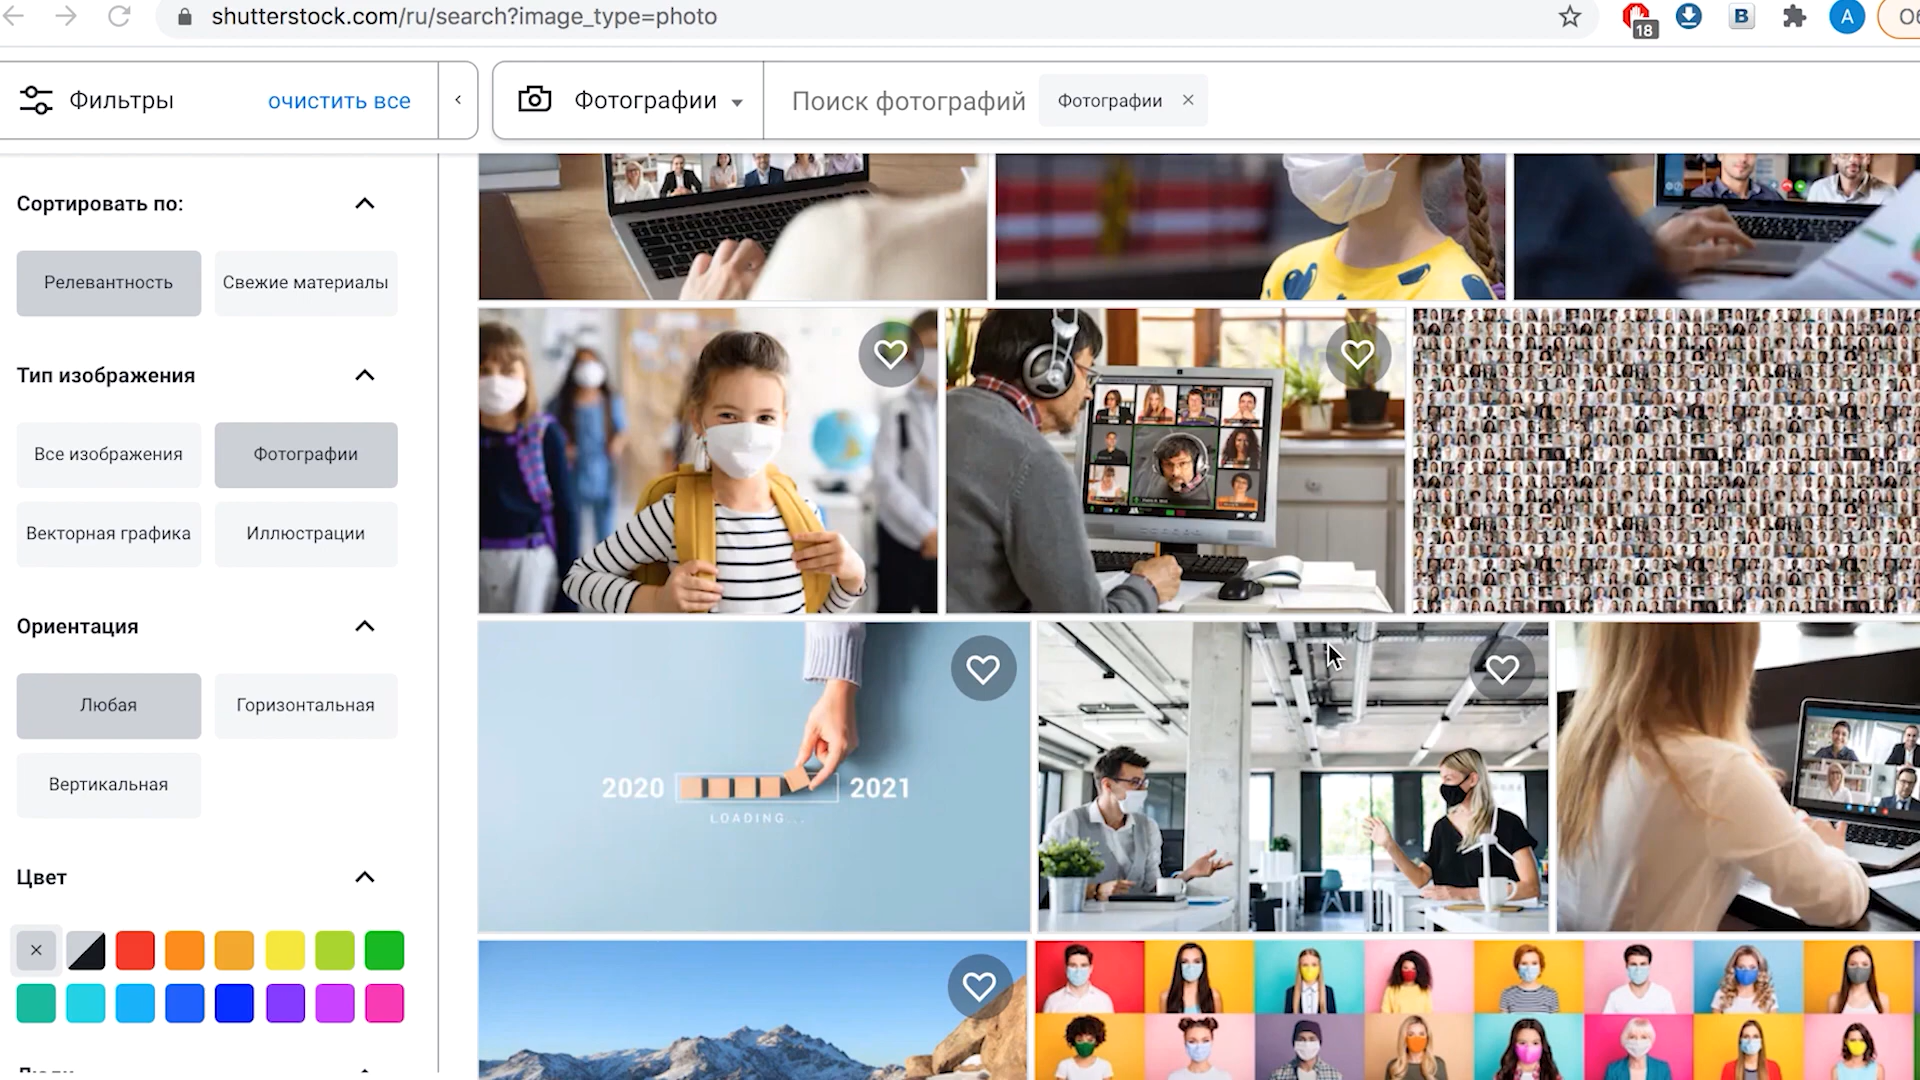 shutterstock.com/ru/search?image_type=photo
18
B
A
Об
Фильтры
очистить все
Фотографии
Поиск фотографий
Фотографии
Сортировать по:
Релевантность
Свежие материалы
Тип изображения
Все изображения
Фотографии
Векторная графика
Иллюстрации
Ориентация
Любая
Горизонтальная
Вертикальная
Цвет
2020
2021
LOADING...